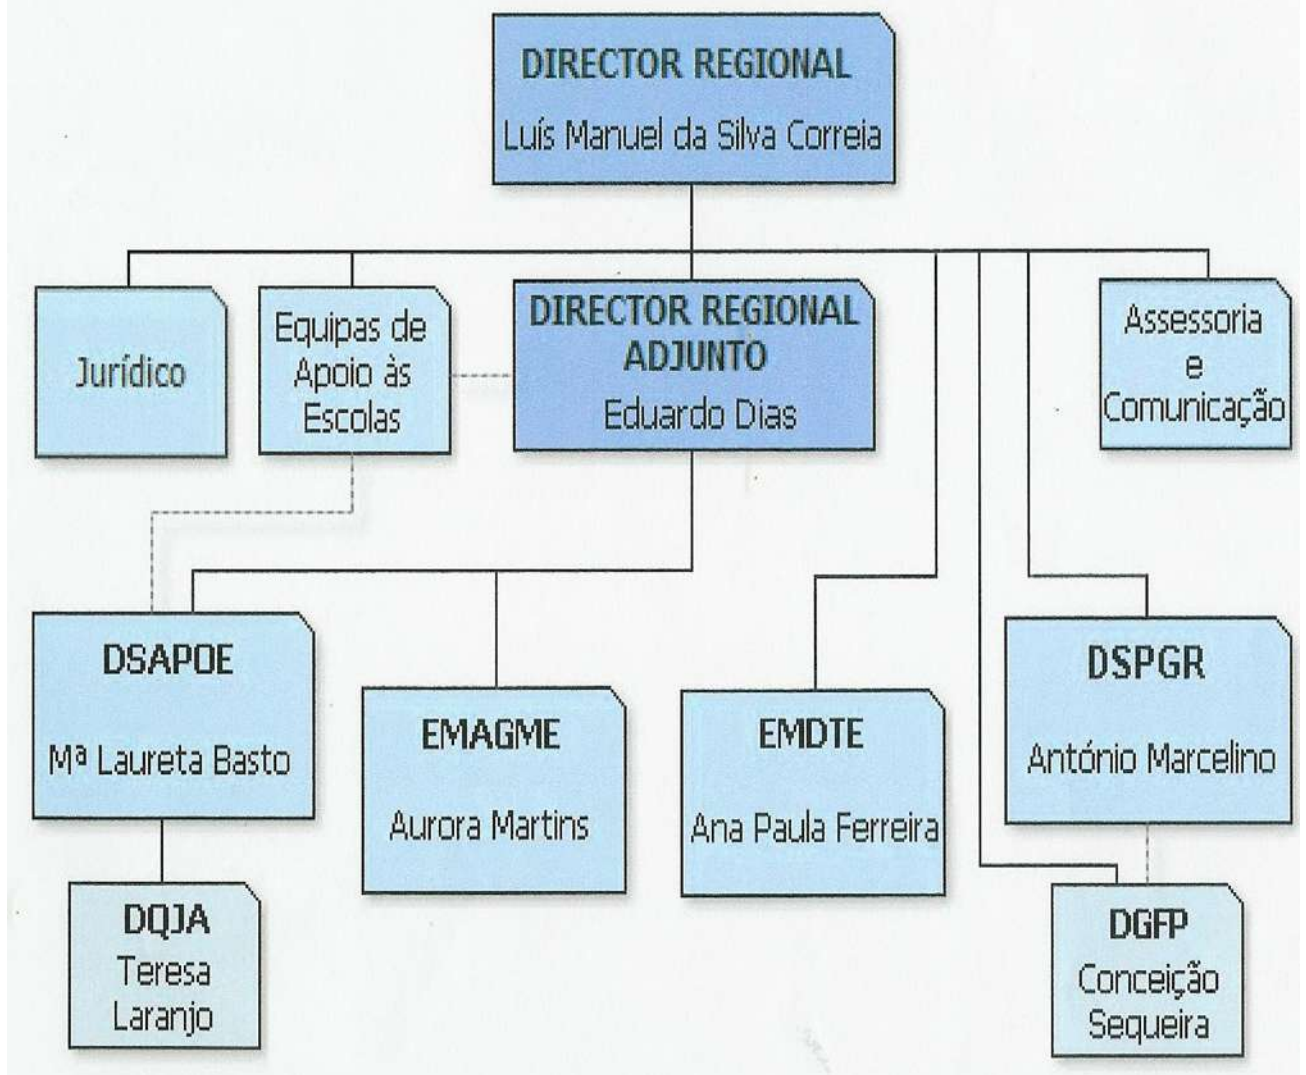 DIRECTOR REGIONAL
Luís Manuel da Silva Correia
Jurídico
Equipas de
Apoio às
Escolas
DIRECTOR REGIONAL
ADJUNTO
Eduardo Dias
Assessoria
e
Comunicação
DSAPOE
Mª Laureta Basto
EMAGME
Aurora Martins
EMDTE
Ana Paula Ferreira
DSPGR
António Marcelino
DQJA
Teresa
Laranjo
DGFP
Conceição
Sequeira